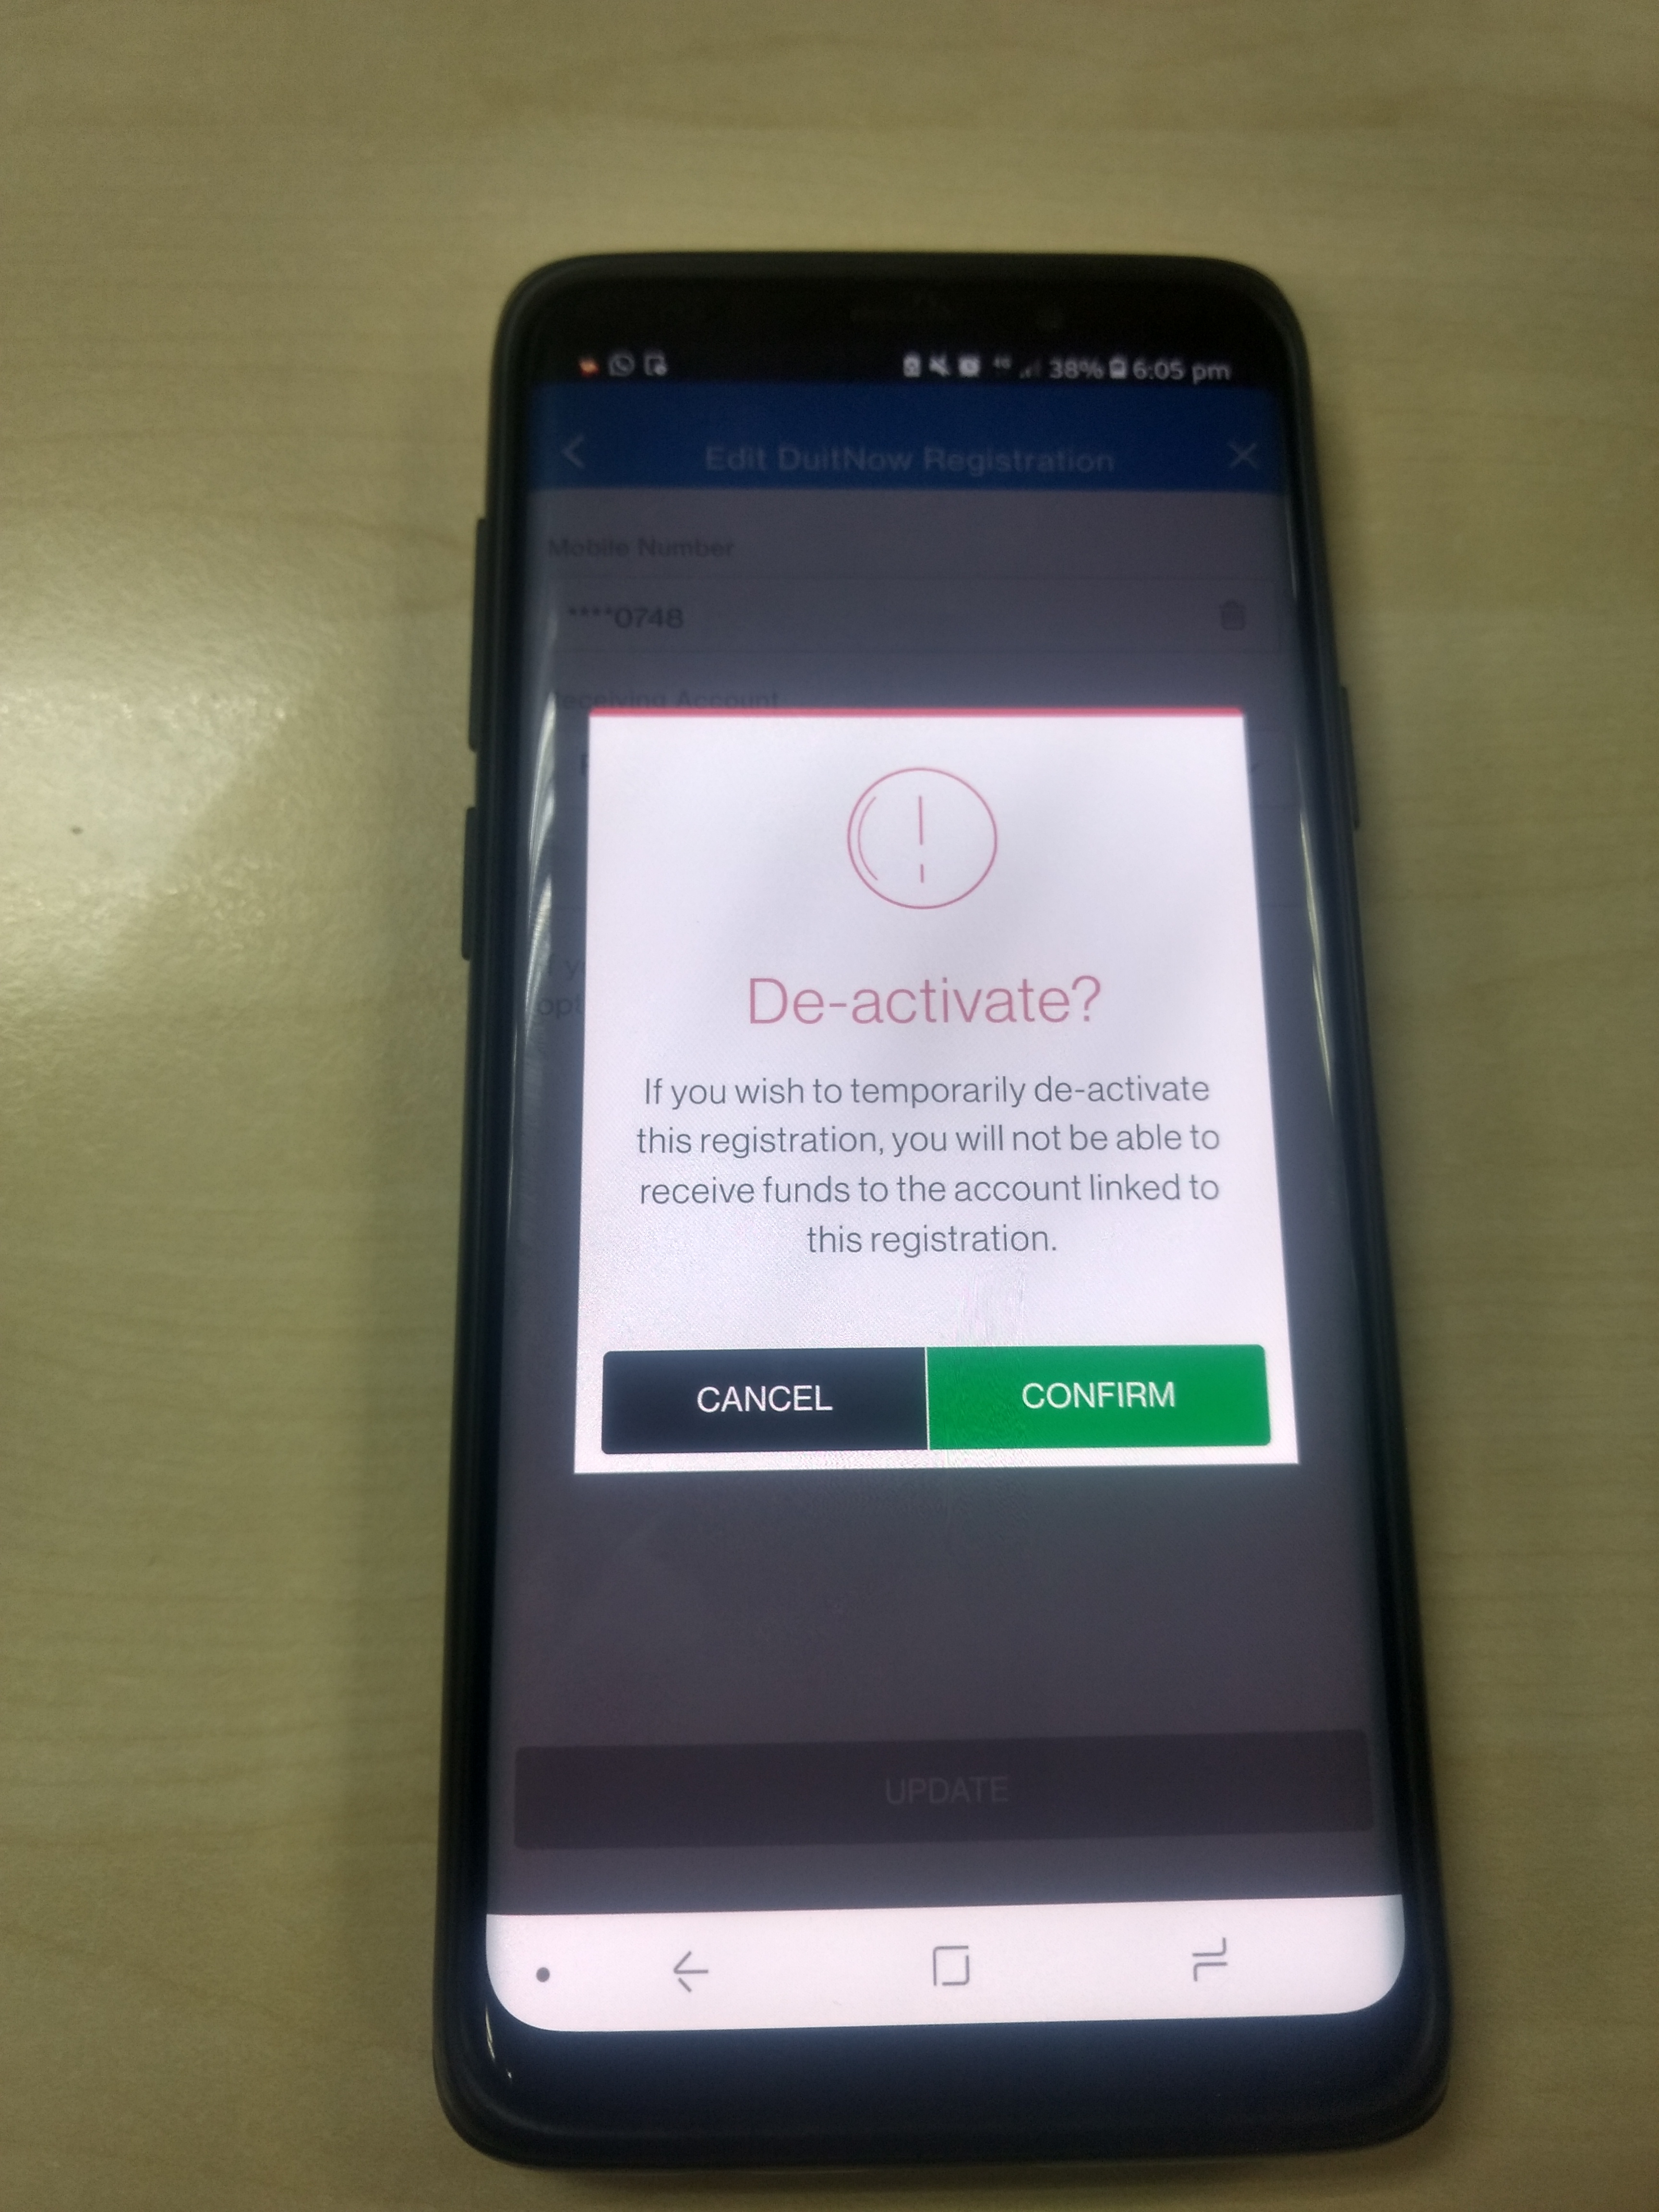 38% 6:05 pm
Edit DuitNow Registration
Mobile Number
****0748
Receiving Account
De-activate?
If you wish to temporarily de-activate
this registration, you will not be able to
receive funds to the account linked to
this registration.
CANCEL CONFIRM
UPDATE